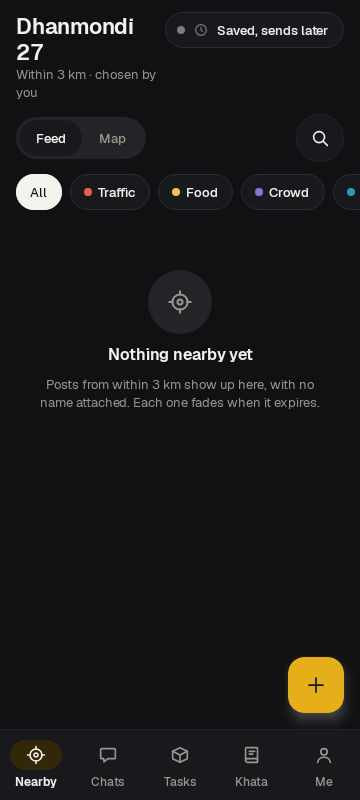 Dhanmondi
27
Within 3 km · chosen by
you
Saved, sends later
Feed
Map
All
Traffic
Food
Crowd
Nothing nearby yet
Posts from within 3 km show up here, with no
name attached. Each one fades when it expires.
Nearby
Chats
Tasks
Khata
Me